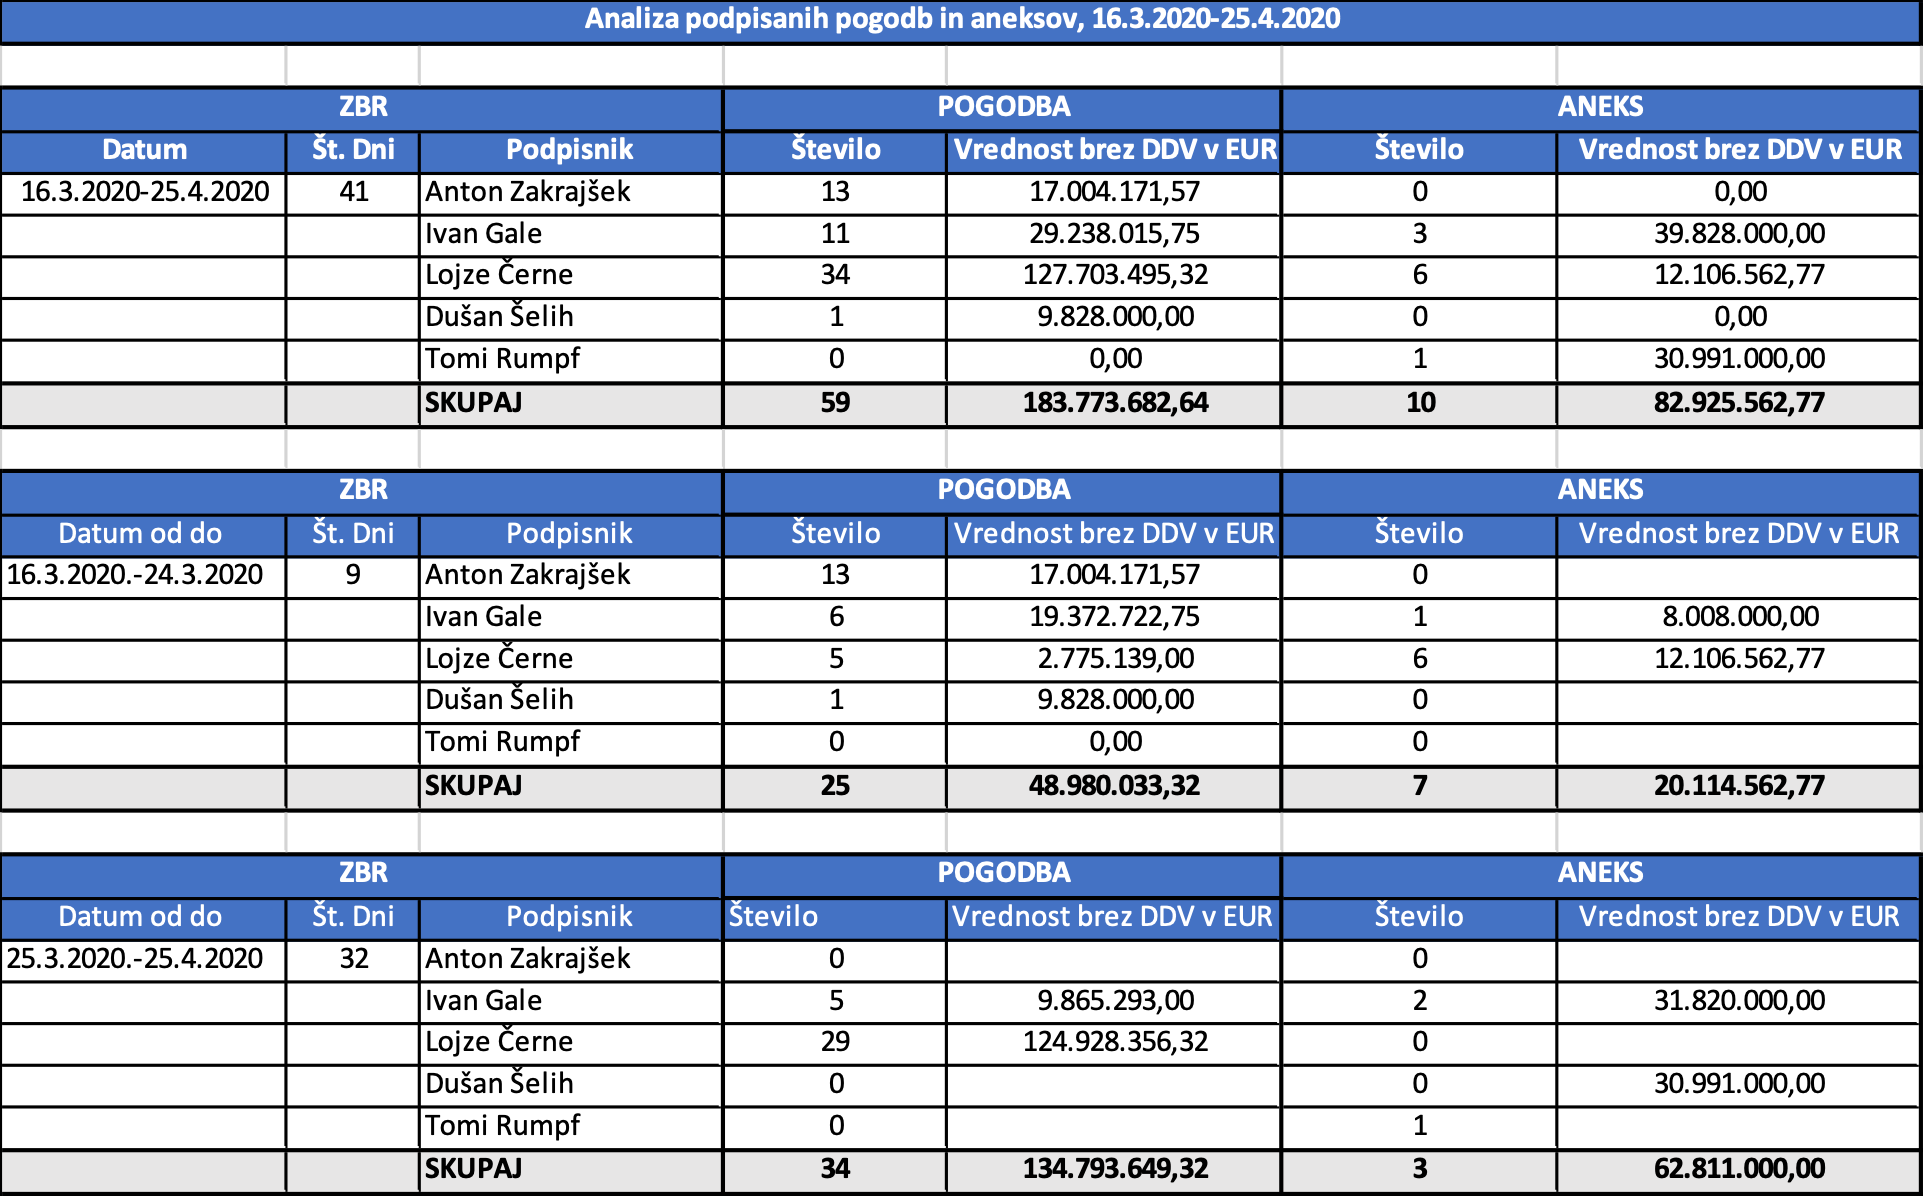 Analiza podpisanih pogodb in aneksov, 16.3.2020-25.4.2020
ZBR POGODBA ANEKS
Datum Št. Dni Podpisnik Število Vrednost brez DDV v EUR Število Vrednost brez DDV v EUR
16.3.2020-25.4.2020 41 Anton Zakrajšek 13 17.004.171,57 0 0,00
Ivan Gale 11 29.238.015,75 3 39.828.000,00
Lojze Černe 34 127.703.495,32 6 12.106.562,77
Dušan Šelih 1 9.828.000,00 0 0,00
Tomi Rumpf 0 0,00 1 30.991.000,00
SKUPAJ 59 183.773.682,64 10 82.925.562,77
ZBR POGODBA ANEKS
Datum od do Št. Dni Podpisnik Število Vrednost brez DDV v EUR Število Vrednost brez DDV v EUR
16.3.2020.-24.3.2020 9 Anton Zakrajšek 13 17.004.171,57 0
Ivan Gale 6 19.372.722,75 1 8.008.000,00
Lojze Černe 5 2.775.139,00 6 12.106.562,77
Dušan Šelih 1 9.828.000,00 0
Tomi Rumpf 0 0,00 0
SKUPAJ 25 48.980.033,32 7 20.114.562,77
ZBR POGODBA ANEKS
Datum od do Št. Dni Podpisnik Število Vrednost brez DDV v EUR Število Vrednost brez DDV v EUR
25.3.2020.-25.4.2020 32 Anton Zakrajšek 0 0
Ivan Gale 5 9.865.293,00 2 31.820.000,00
Lojze Černe 29 124.928.356,32 0
Dušan Šelih 0 0 30.991.000,00
Tomi Rumpf 0 1
SKUPAJ 34 134.793.649,32 3 62.811.000,00